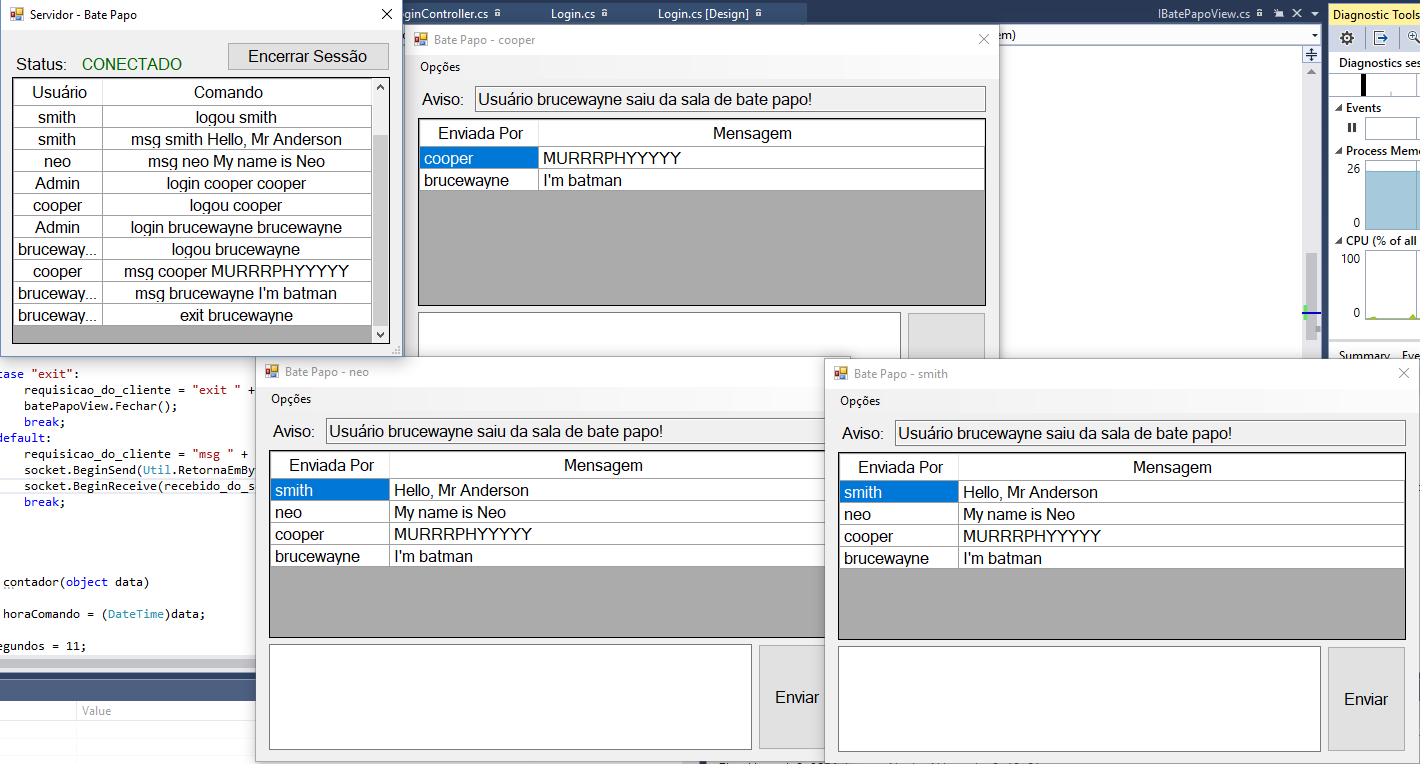 Servidor - Bate Papo
Status: CONECTADO
Encerrar Sessão
Usuário Comando
smith logou smith
smith msg smith Hello, Mr Anderson
neo msg neo My name is Neo
Admin login cooper cooper
cooper logou cooper
Admin login brucewayne brucewayne
bruceway... logou brucewayne
cooper msg cooper MURRRPHYYYYY
bruceway... msg brucewayne I'm batman
bruceway... exit brucewayne
oginController.cs Login.cs Login.cs [Design] IBatePapoView.cs
em)
Bate Papo - cooper
Opções
Aviso: Usuário brucewayne saiu da sala de bate papo!
Enviada Por Mensagem
cooper MURRRPHYYYYY
brucewayne I'm batman
Diagnostic Tools
Diagnostics ses
Events
Process Memo
26
0
CPU (% of all
100
0
Summary Eve
case "exit":
requisicao_do_cliente = "exit " +
batePapoView.Fechar();
break;
default:
requisicao_do_cliente = "msg " +
socket.BeginSend(Util.RetornaEmBy
socket.BeginReceive(recebido_do_s
break;
contador(object data)
horaComando = (DateTime)data;
egundos = 11;
Value
Bate Papo - neo
Opções
Aviso: Usuário brucewayne saiu da sala de bate papo!
Enviada Por Mensagem
smith Hello, Mr Anderson
neo My name is Neo
cooper MURRRPHYYYYY
brucewayne I'm batman
Enviar
Bate Papo - smith
Opções
Aviso: Usuário brucewayne saiu da sala de bate papo!
Enviada Por Mensagem
smith Hello, Mr Anderson
neo My name is Neo
cooper MURRRPHYYYYY
brucewayne I'm batman
Enviar